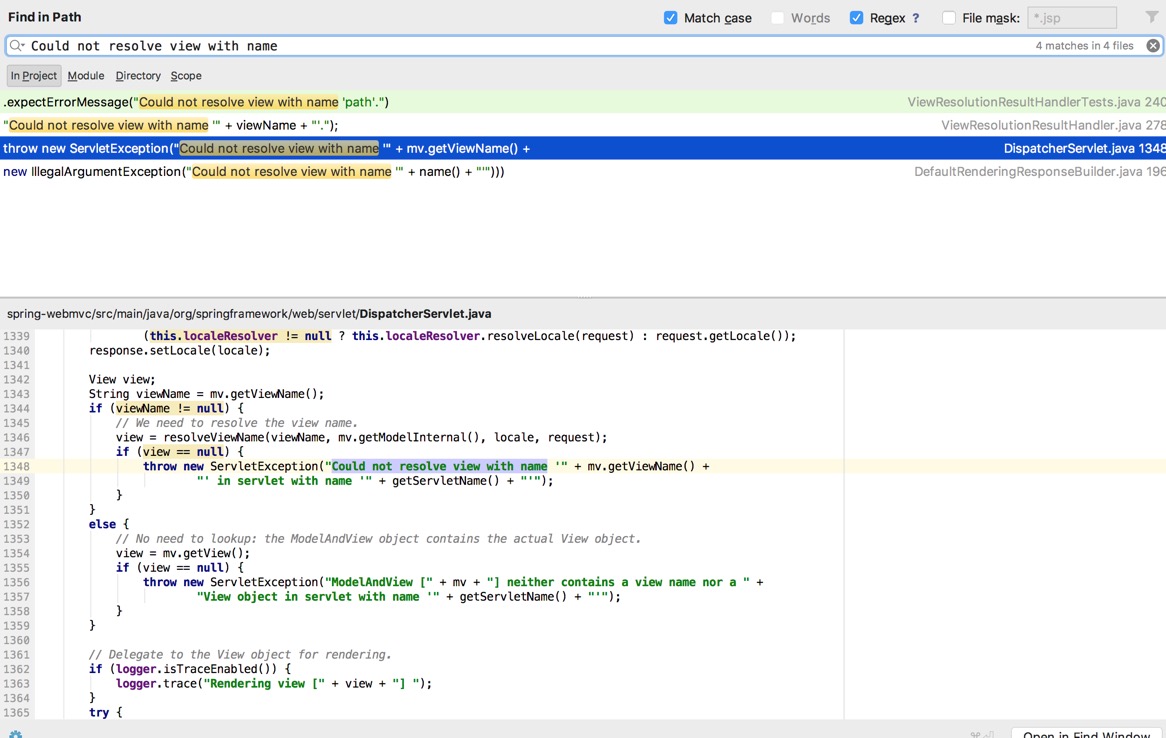 Find in Path
Match case Words Regex ? File mask: *.jsp
Could not resolve view with name 4 matches in 4 files
In Project Module Directory Scope
.expectErrorMessage("Could not resolve view with name 'path'.") ViewResolutionResultHandlerTests.java 240
"Could not resolve view with name '" + viewName + "'."); ViewResolutionResultHandler.java 278
throw new ServletException("Could not resolve view with name '" + mv.getViewName() + DispatcherServlet.java 1348
new IllegalArgumentException("Could not resolve view with name '" + name() + "'"))) DefaultRenderingResponseBuilder.java 196
spring-webmvc/src/main/java/org/springframework/web/servlet/DispatcherServlet.java
1339 (this.localeResolver != null ? this.localeResolver.resolveLocale(request) : request.getLocale());
1340 response.setLocale(locale);
1341
1342 View view;
1343 String viewName = mv.getViewName();
1344 if (viewName != null) {
1345 // We need to resolve the view name.
1346 view = resolveViewName(viewName, mv.getModelInternal(), locale, request);
1347 if (view == null) {
1348 throw new ServletException("Could not resolve view with name '" + mv.getViewName() +
1349 "' in servlet with name '" + getServletName() + "'");
1350 }
1351 }
1352 else {
1353 // No need to lookup: the ModelAndView object contains the actual View object.
1354 view = mv.getView();
1355 if (view == null) {
1356 throw new ServletException("ModelAndView [" + mv + "] neither contains a view name nor a " +
1357 "View object in servlet with name '" + getServletName() + "'");
1358 }
1359 }
1360
1361 // Delegate to the View object for rendering.
1362 if (logger.isTraceEnabled()) {
1363 logger.trace("Rendering view [" + view + "] ");
1364 }
1365 try {
Open in Find Window